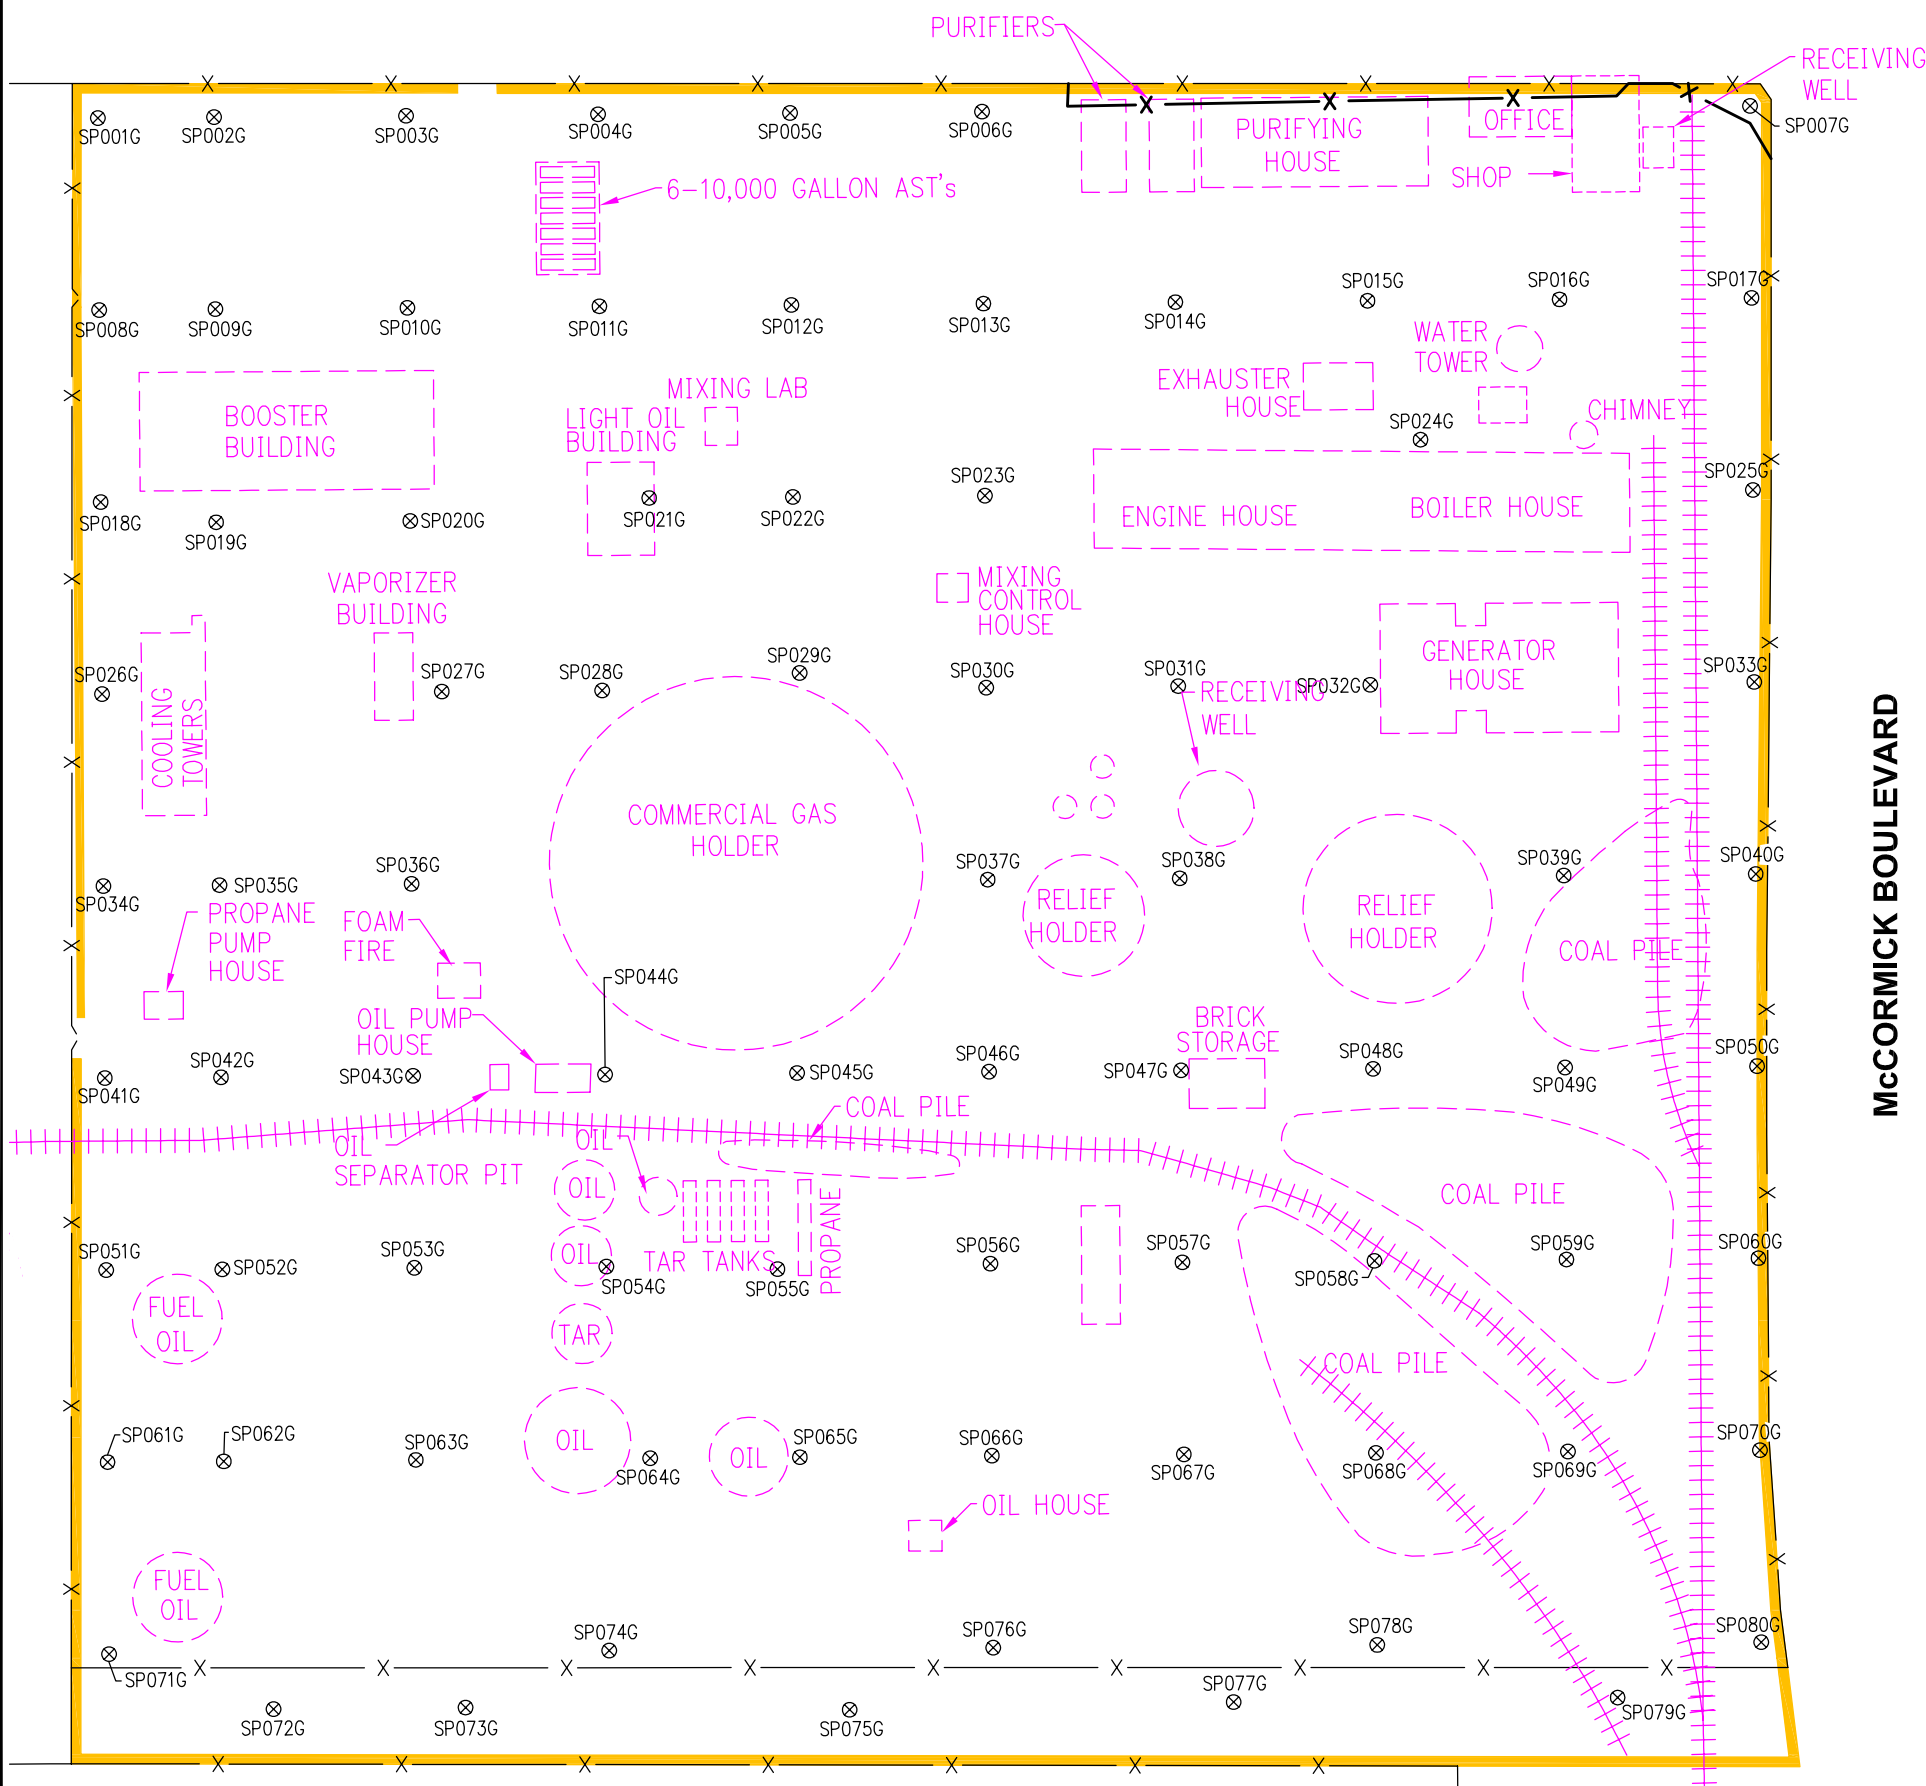 PURIFIERS
RECEIVING
WELL
SP001G
SP002G
SP003G
SP004G
SP005G
SP006G
PURIFYING
HOUSE
OFFICE
SP007G
SHOP
6-10,000 GALLON AST's
SP008G
SP009G
SP010G
SP011G
SP012G
SP013G
SP014G
SP015G
SP016G
SP017G
WATER
TOWER
EXHAUSTER
HOUSE
MIXING LAB
BOOSTER
BUILDING
LIGHT OIL
BUILDING
CHIMNEY
SP024G
SP023G
SP025G
SP018G
SP019G
SP020G
SP021G
SP022G
ENGINE HOUSE
BOILER HOUSE
VAPORIZER
BUILDING
MIXING
CONTROL
HOUSE
GENERATOR
HOUSE
SP026G
SP027G
SP028G
SP029G
SP030G
SP031G
SP032G
SP033G
COOLING
TOWERS
RECEIVING
WELL
McCORMICK BOULEVARD
COMMERCIAL GAS
HOLDER
SP034G
SP035G
SP036G
SP037G
SP038G
SP039G
SP040G
PROPANE
PUMP
HOUSE
FOAM
FIRE
RELIEF
HOLDER
RELIEF
HOLDER
COAL PILE
SP044G
OIL PUMP
HOUSE
BRICK
STORAGE
SP041G
SP042G
SP043G
SP045G
SP046G
SP047G
SP048G
SP049G
SP050G
COAL PILE
OIL
SEPARATOR PIT
OIL
OIL
COAL PILE
SP051G
SP052G
SP053G
OIL
SP054G
TAR TANKS
SP055G
PROPANE
SP056G
SP057G
SP058G
SP059G
SP060G
FUEL
OIL
TAR
COAL PILE
SP061G
SP062G
SP063G
OIL
SP064G
OIL
SP065G
SP066G
SP067G
SP068G
SP069G
SP070G
OIL HOUSE
FUEL
OIL
SP071G
SP074G
SP076G
SP078G
SP080G
SP072G
SP073G
SP075G
SP077G
SP079G